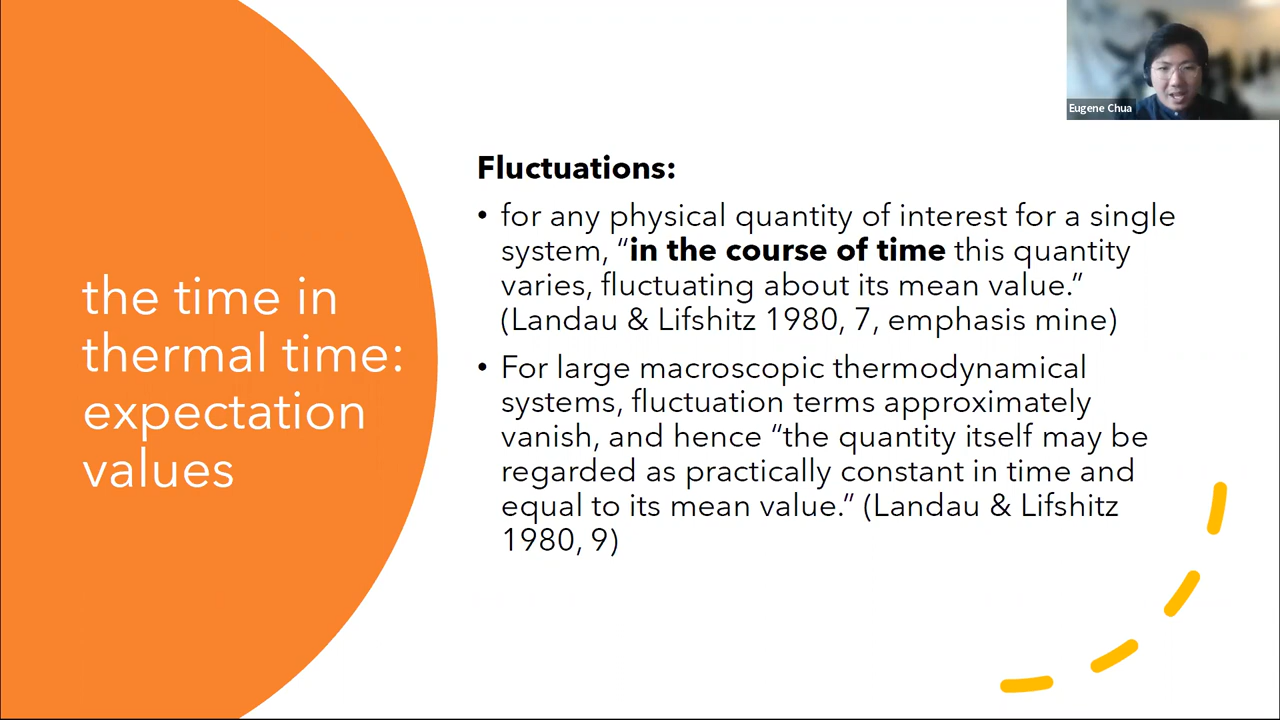 Eugene Chua
the time in
thermal time:
expectation
values
Fluctuations:
• for any physical quantity of interest for a single
system, “in the course of time this quantity
varies, fluctuating about its mean value.”
(Landau & Lifshitz 1980, 7, emphasis mine)
• For large macroscopic thermodynamical
systems, fluctuation terms approximately
vanish, and hence “the quantity itself may be
regarded as practically constant in time and
equal to its mean value.” (Landau & Lifshitz
1980, 9)